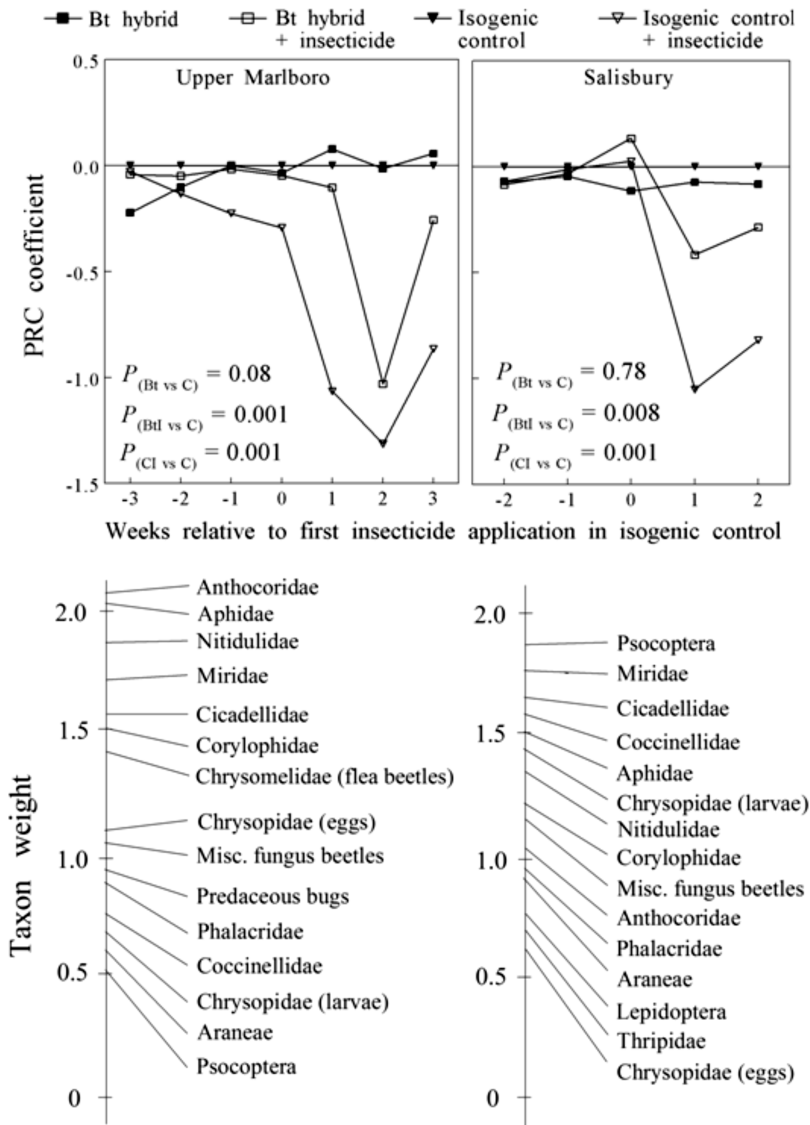 Bt hybrid
Bt hybrid
+ insecticide
Isogenic
control
Isogenic control
+ insecticide
Upper Marlboro
Salisbury
PRC coefficient
0.5
0.0
-0.5
-1.0
-1.5
P(Bt vs C) = 0.08
P(BtI vs C) = 0.001
P(CI vs C) = 0.001
P(Bt vs C) = 0.78
P(BtI vs C) = 0.008
P(CI vs C) = 0.001
-3 -2 -1 0 1 2 3
-2 -1 0 1 2
Weeks relative to first insecticide application in isogenic control
Taxon weight
2.0
1.5
1.0
0.5
0
Anthocoridae
Aphidae
Nitidulidae
Miridae
Cicadellidae
Corylophidae
Chrysomelidae (flea beetles)
Chrysopidae (eggs)
Misc. fungus beetles
Predaceous bugs
Phalacridae
Coccinellidae
Chrysopidae (larvae)
Araneae
Psocoptera
2.0
1.5
1.0
0.5
0
Psocoptera
Miridae
Cicadellidae
Coccinellidae
Aphidae
Chrysopidae (larvae)
Nitidulidae
Corylophidae
Misc. fungus beetles
Anthocoridae
Phalacridae
Araneae
Lepidoptera
Thripidae
Chrysopidae (eggs)